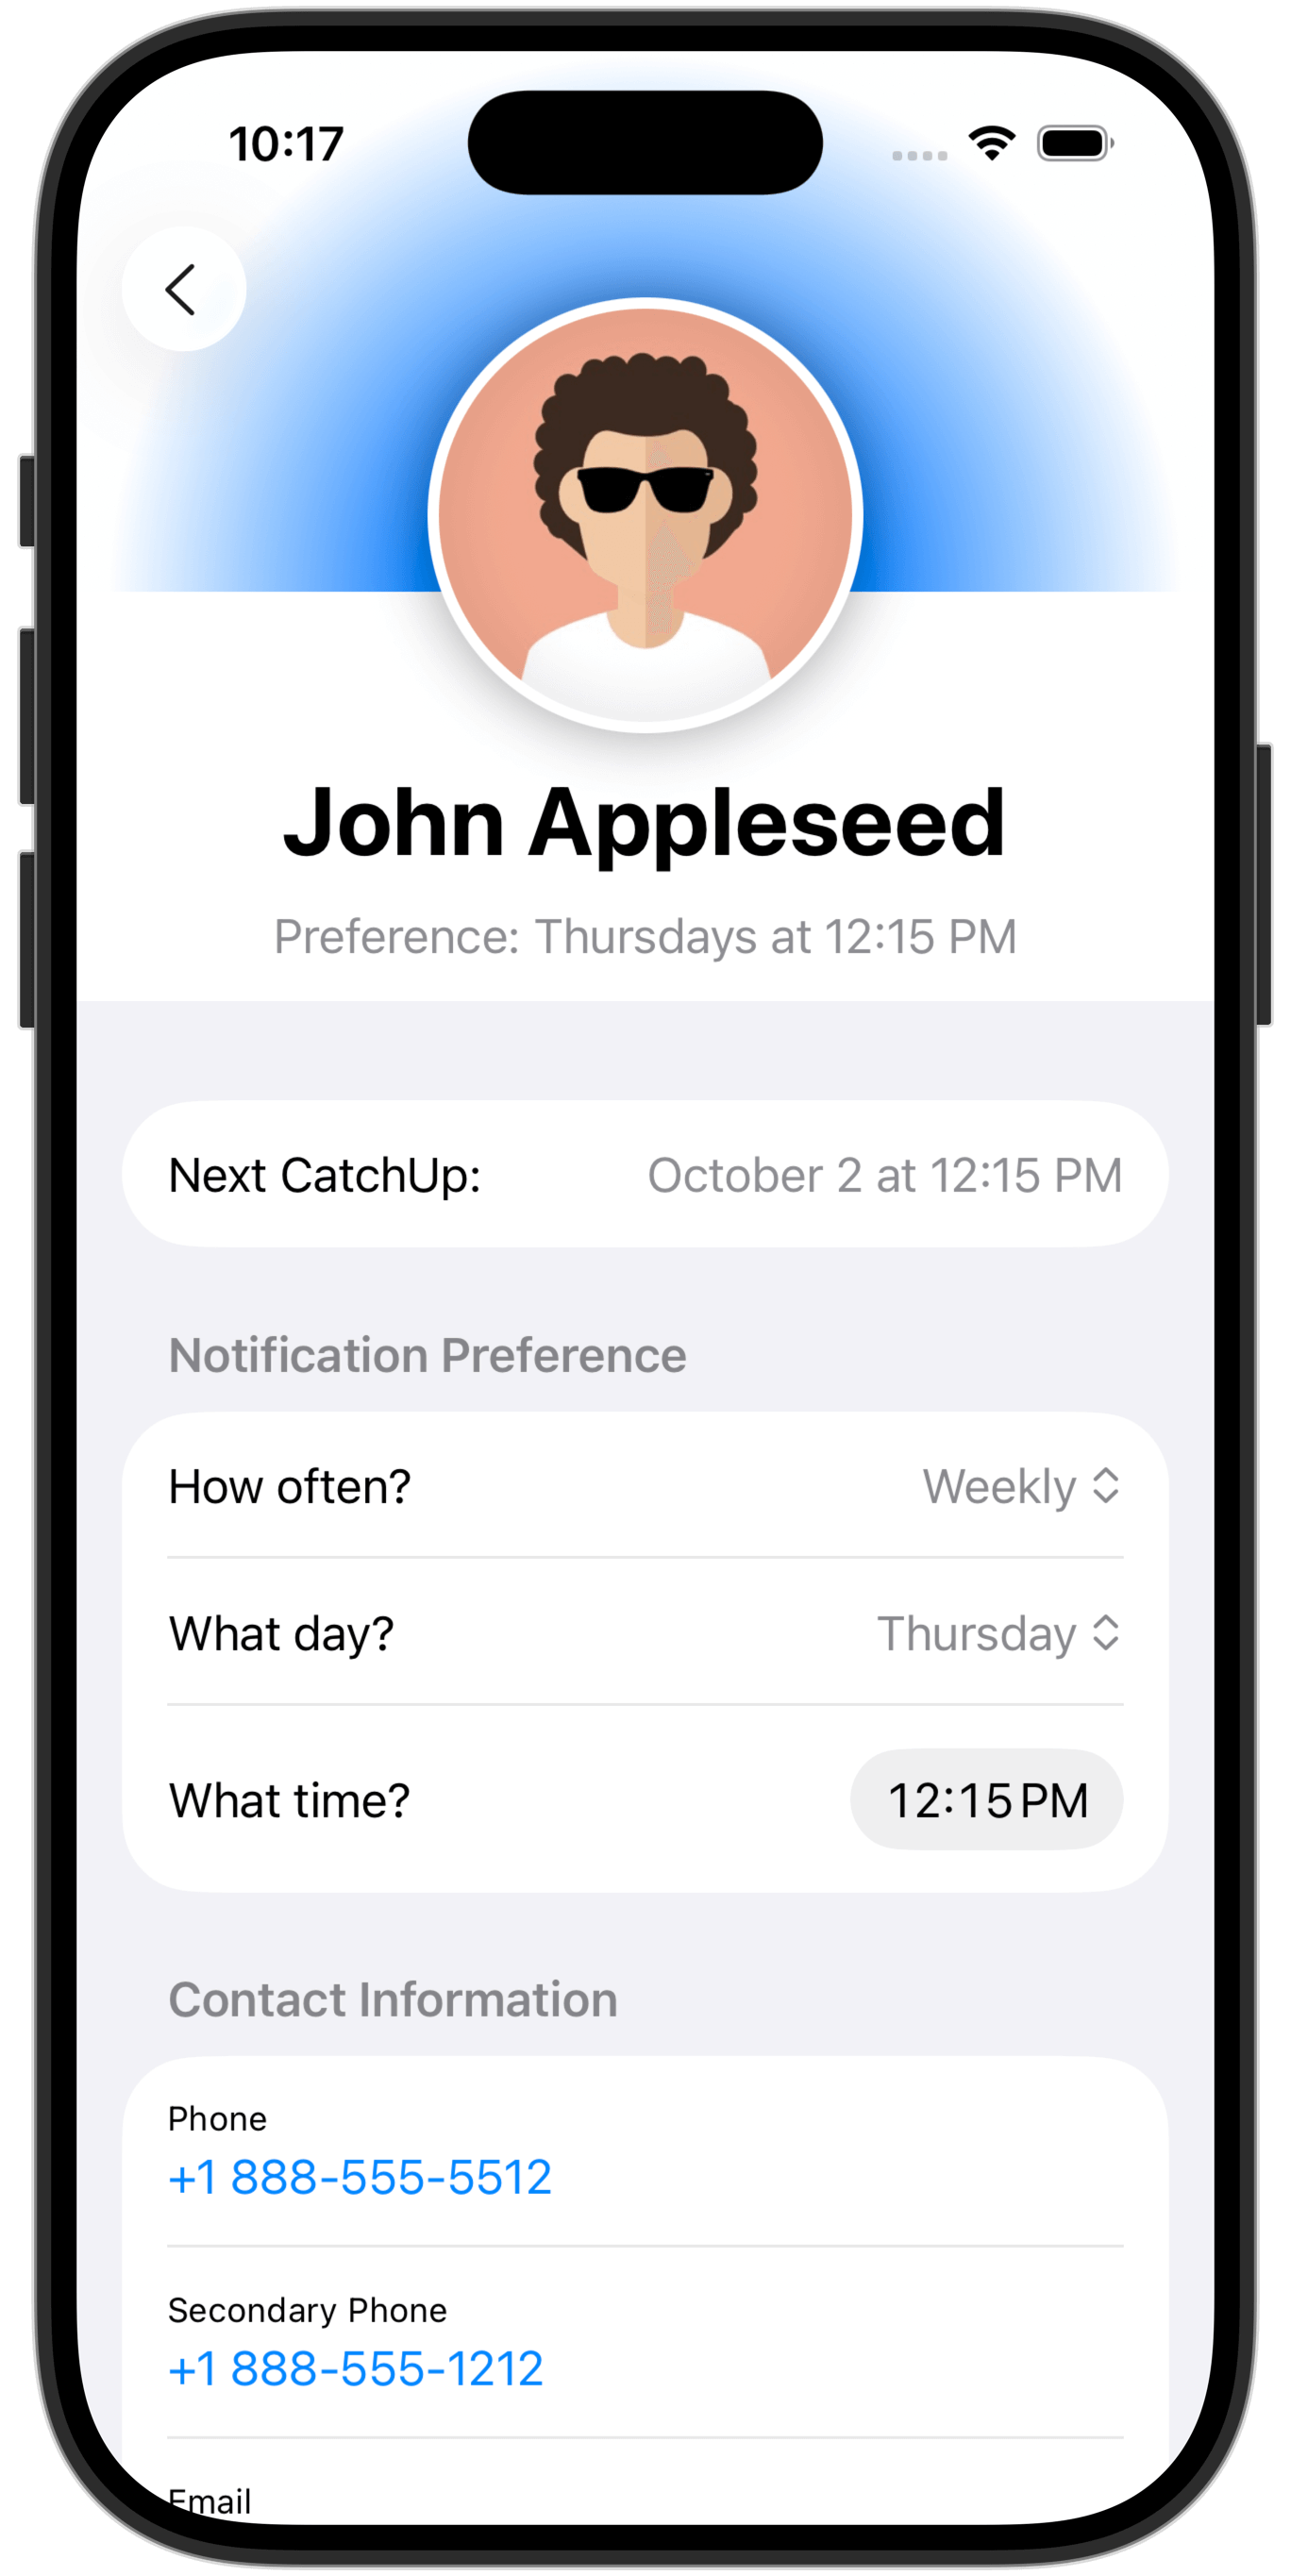 10:17
John Appleseed
Preference: Thursdays at 12:15 PM
Next CatchUp: October 2 at 12:15 PM
Notification Preference
How often? Weekly
What day? Thursday
What time? 12:15 PM
Contact Information
Phone
+1 888-555-5512
Secondary Phone
+1 888-555-1212
Email